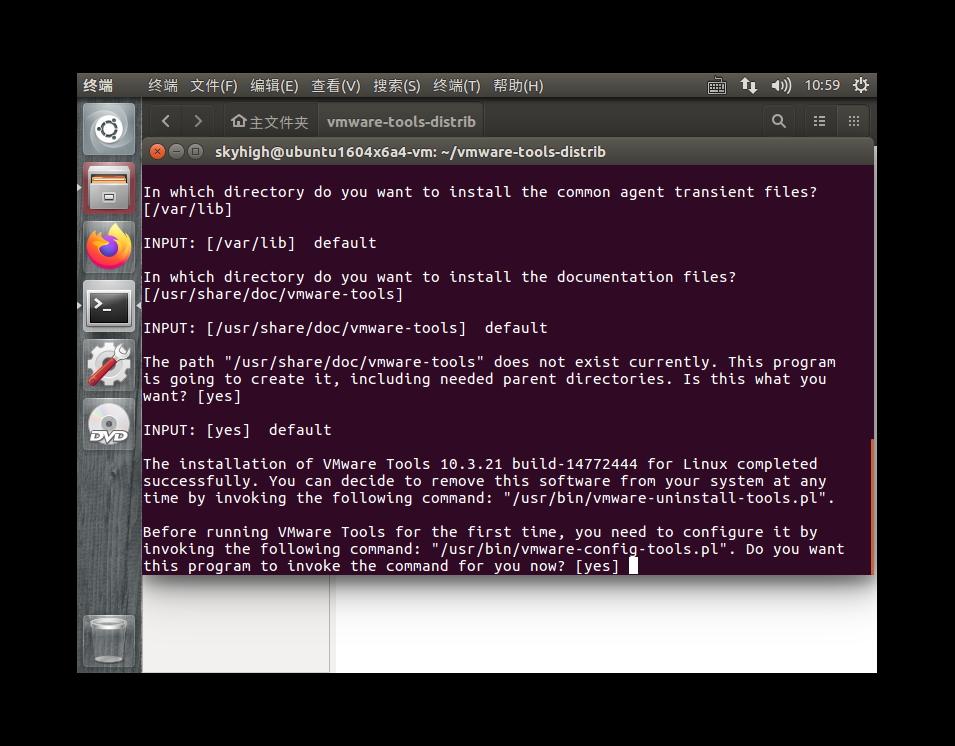 终端 终端 文件(F) 编辑(E) 查看(V) 搜索(S) 终端(T) 帮助(H) 10:59
主文件夹 vmware-tools-distrib
skyhigh@ubuntu1604x6a4-vm: ~/vmware-tools-distrib
In which directory do you want to install the common agent transient files?
[/var/lib]
INPUT: [/var/lib]  default
In which directory do you want to install the documentation files?
[/usr/share/doc/vmware-tools]
INPUT: [/usr/share/doc/vmware-tools]  default
The path "/usr/share/doc/vmware-tools" does not exist currently. This program
is going to create it, including needed parent directories. Is this what you
want? [yes]
INPUT: [yes]  default
The installation of VMware Tools 10.3.21 build-14772444 for Linux completed
successfully. You can decide to remove this software from your system at any
time by invoking the following command: "/usr/bin/vmware-uninstall-tools.pl".
Before running VMware Tools for the first time, you need to configure it by
invoking the following command: "/usr/bin/vmware-config-tools.pl". Do you want
this program to invoke the command for you now? [yes]
>_
DVD